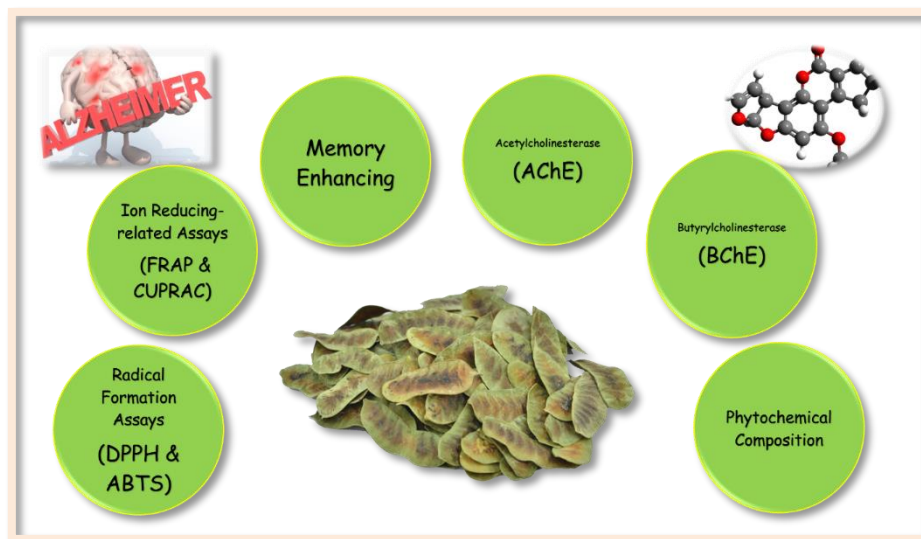 ALZHEIMER
Memory
Enhancing
Acetylcholinesterase
(AChE)
Ion Reducing-
related Assays
(FRAP &
CUPRAC)
Butyrylcholinesterase
(BChE)
Radical
Formation
Assays
(DPPH &
ABTS)
Phytochemical
Composition